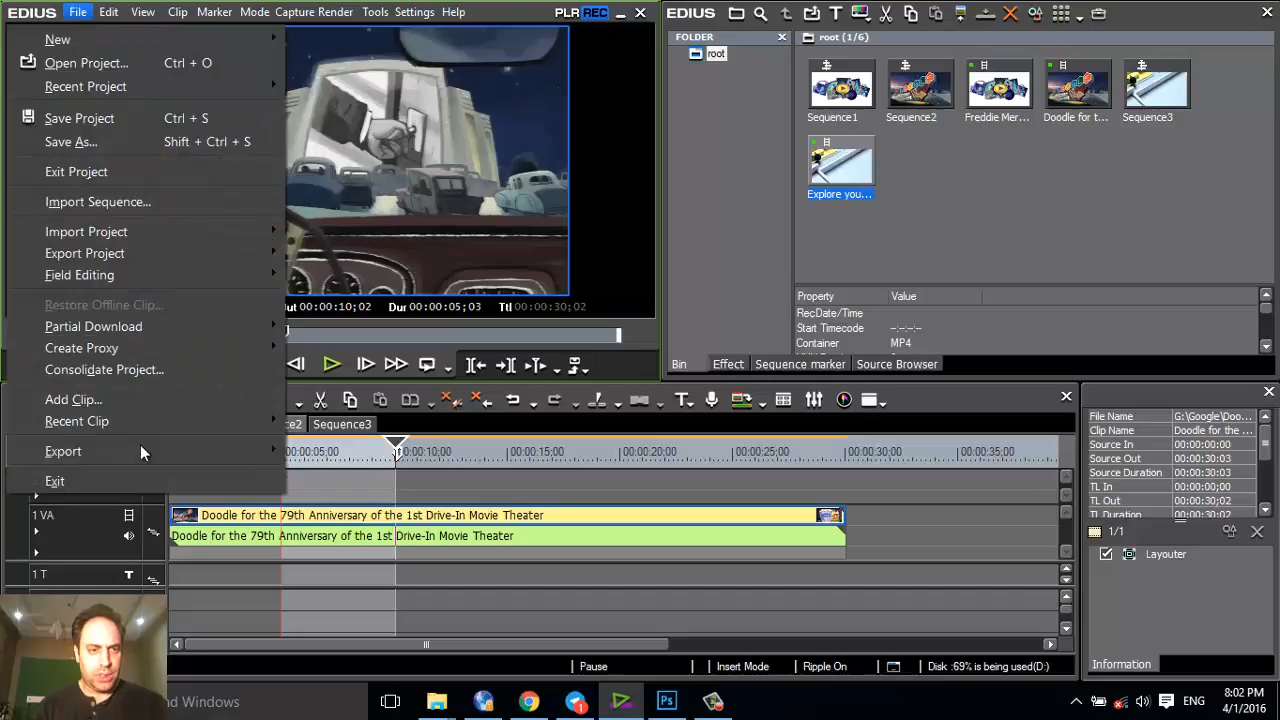 EDIUS File Edit View Clip Marker Mode Capture Render Tools Settings Help PLR REC
New
Open Project... Ctrl + O
Recent Project
Save Project Ctrl + S
Save As... Shift + Ctrl + S
Exit Project
Import Sequence...
Import Project
Export Project
Field Editing
Restore Offline Clip...
Partial Download
Create Proxy
Consolidate Project...
Add Clip...
Recent Clip
Export
Exit
ut 00:00:10;02 Dur 00:00:05;03 Ttl 00:00:30;02
EDIUS
FOLDER
root
root (1/6)
Sequence1 Sequence2 Freddie Mer... Doodle for t... Sequence3
Explore you...
Property Value
RecDate/Time
Start Timecode --:--:--:--
Container MP4
Bin Effect Sequence marker Source Browser
ce2 Sequence3
00:00:05;00 00:00:10;00 00:00:15;00 00:00:20;00 00:00:25;00 00:00:30;00 00:00:35;00
1 VA
Doodle for the 79th Anniversary of the 1st Drive-In Movie Theater
Doodle for the 79th Anniversary of the 1st Drive-In Movie Theater
1 T T
Pause Insert Mode Ripple On Disk :69% is being used(D:)
File Name G:\Google\Doo...
Clip Name Doodle for the ...
Source In 00:00:00;00
Source Out 00:00:30;03
Source Duration 00:00:30;03
TL In 00:00:00;00
TL Out 00:00:30;02
TL Duration
1/1
Layouter
Information
nd Windows
1
ENG
8:02 PM
4/1/2016